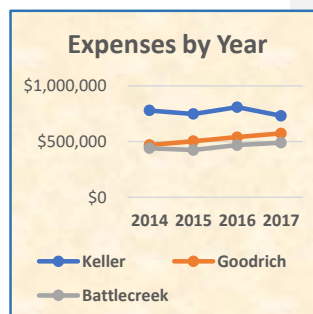 Expenses by Year
$1,000,000
$500,000
$0
2014 2015 2016 2017
Keller Goodrich
Battlecreek